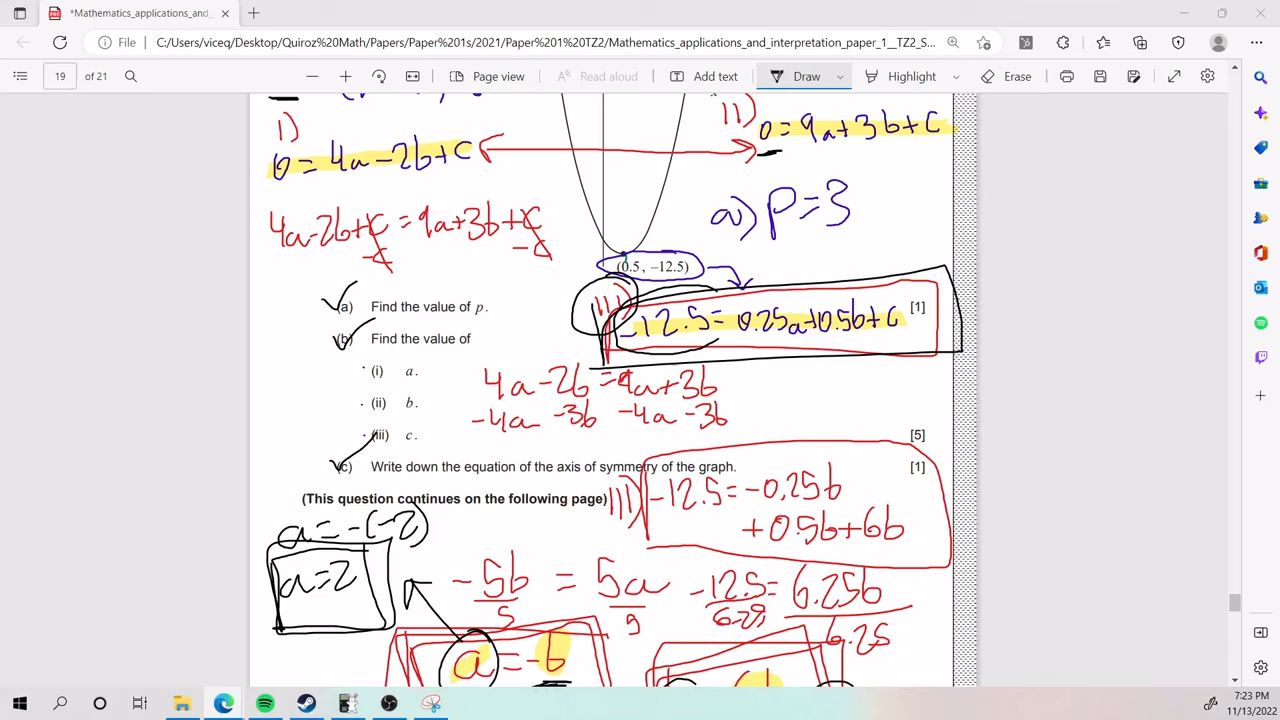 *Mathematics_applications_and_
File
C:/Users/viceq/Desktop/Quiroz%20Math/Papers/Paper%201s/2021/Paper%201%20TZ2/Mathematics_applications_and_interpretation_paper_1__TZ2_S...
19 of 21
Page view
Read aloud
Add text
Draw
Highlight
Erase
I)
0 = 4a-2b+c
II)
0 = 9a+3b+c
4a-2b+c = 9a+3b+c
-c -c
a) P=3
(0.5, −12.5)
(a) Find the value of p.
[1]
III)
-12.5 = 0.25a+0.5b+c
(b) Find the value of
(i) a.
4a-2b = 9a+3b
(ii) b.
-4a -3b -4a -3b
(iii) c.
[5]
(c) Write down the equation of the axis of symmetry of the graph.
[1]
III) -12.5 = -0.25b
+0.5b+6b
(This question continues on the following page)
a = -(-2)
a=2
-5b = 5a
5 5
-12.5 = 6.25b
6.25 6.25
a = -b
7:23 PM
11/13/2022